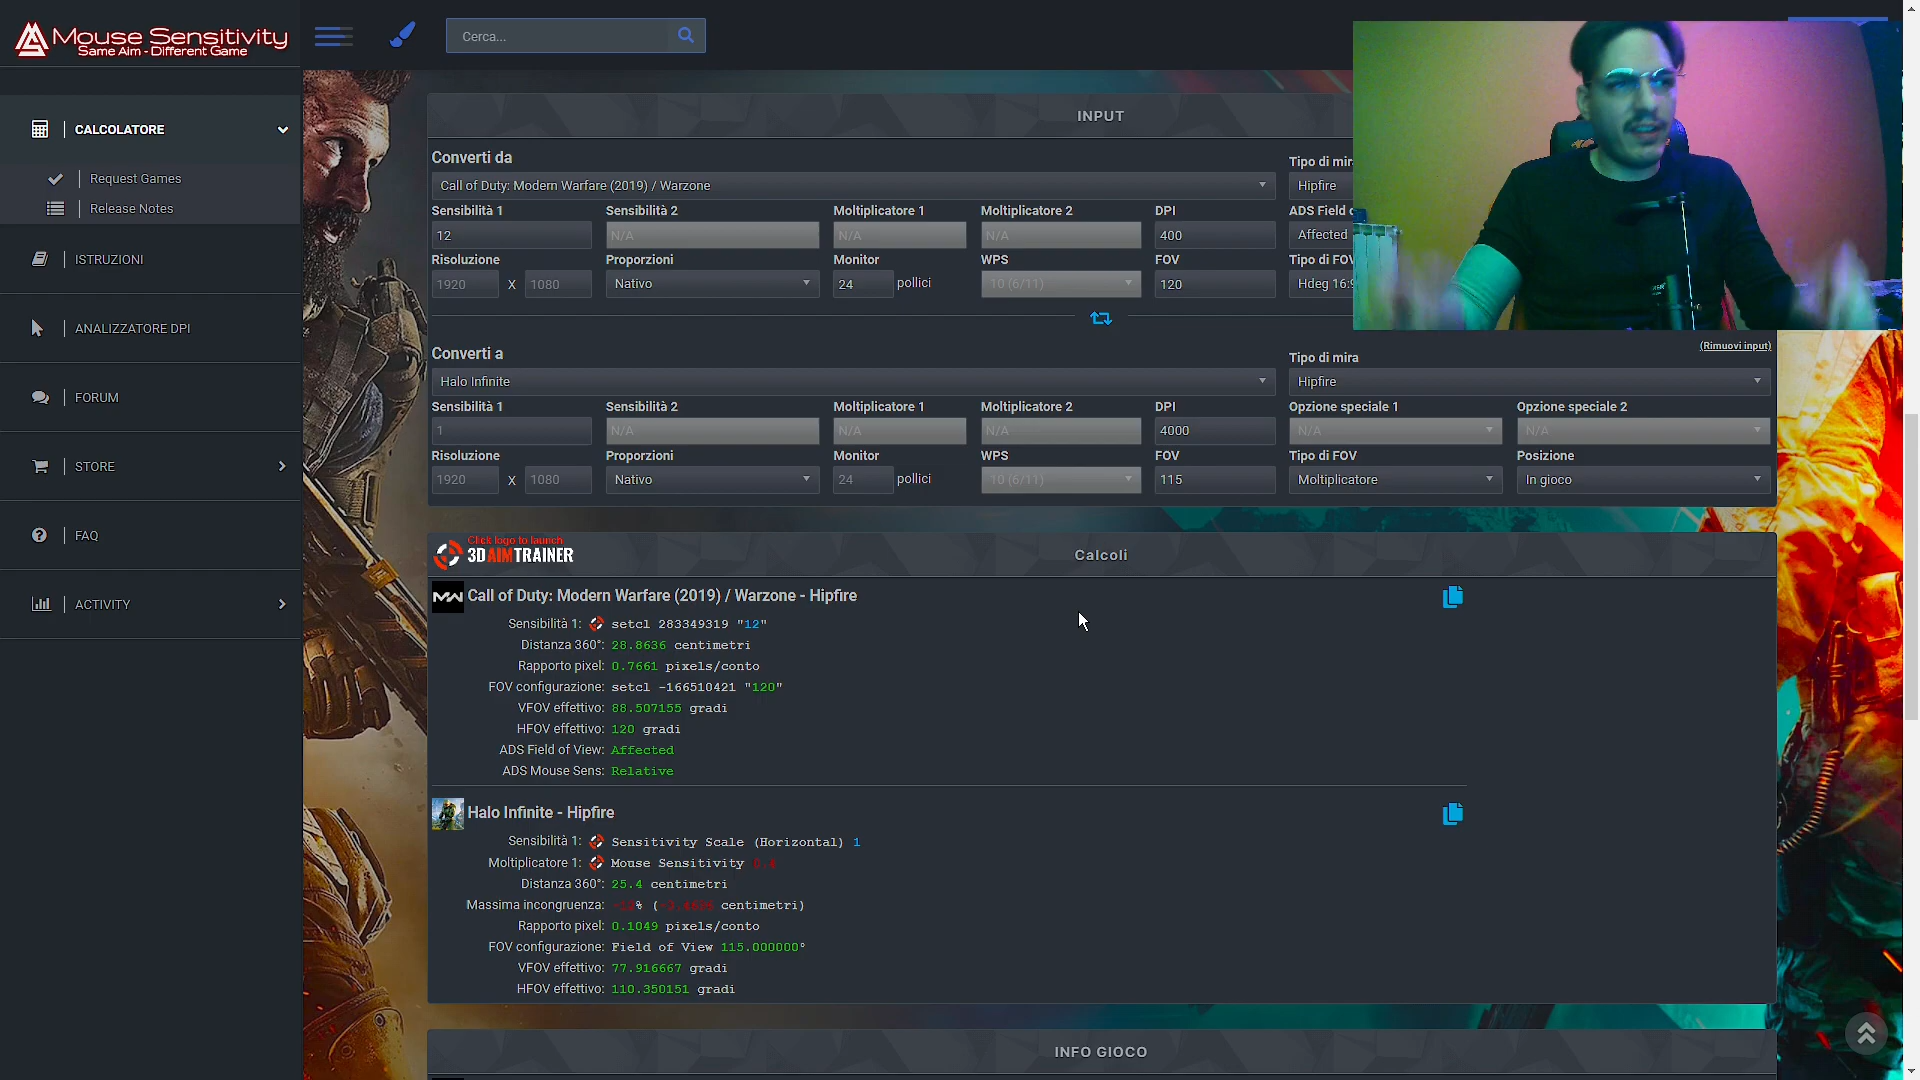 Mouse Sensitivity
Same Aim - Different Game
Cerca...
CALCOLATORE
Request Games
Release Notes
ISTRUZIONI
ANALIZZATORE DPI
FORUM
STORE
FAQ
ACTIVITY
INPUT
Converti da
Tipo di mira
Call of Duty: Modern Warfare (2019) / Warzone
Hipfire
Sensibilità 1
Sensibilità 2
Moltiplicatore 1
Moltiplicatore 2
DPI
ADS Field
12
N/A
N/A
N/A
400
Affected
Risoluzione
Proporzioni
Monitor
WPS
FOV
Tipo di FOV
1920 X 1080
Nativo
24 pollici
10 (6/11)
120
Hdeg 16:9
(Rimuovi input)
Converti a
Tipo di mira
Halo Infinite
Hipfire
Sensibilità 1
Sensibilità 2
Moltiplicatore 1
Moltiplicatore 2
DPI
Opzione speciale 1
Opzione speciale 2
1
N/A
N/A
N/A
4000
N/A
N/A
Risoluzione
Proporzioni
Monitor
WPS
FOV
Tipo di FOV
Posizione
1920 X 1080
Nativo
24 pollici
10 (6/11)
115
Moltiplicatore
In gioco
Click logo to launch
3DAIMTRAINER
Calcoli
Call of Duty: Modern Warfare (2019) / Warzone - Hipfire
Sensibilità 1: setcl 283349319 "12"
Distanza 360°: 28.8636 centimetri
Rapporto pixel: 0.7661 pixels/conto
FOV configurazione: setcl -166510421 "120"
VFOV effettivo: 88.507155 gradi
HFOV effettivo: 120 gradi
ADS Field of View: Affected
ADS Mouse Sens: Relative
Halo Infinite - Hipfire
Sensibilità 1: Sensitivity Scale (Horizontal) 1
Moltiplicatore 1: Mouse Sensitivity
Distanza 360°: 25.4 centimetri
Massima incongruenza: -12% ( centimetri)
Rapporto pixel: 0.1049 pixels/conto
FOV configurazione: Field of View 115.000000°
VFOV effettivo: 77.916667 gradi
HFOV effettivo: 110.350151 gradi
INFO GIOCO